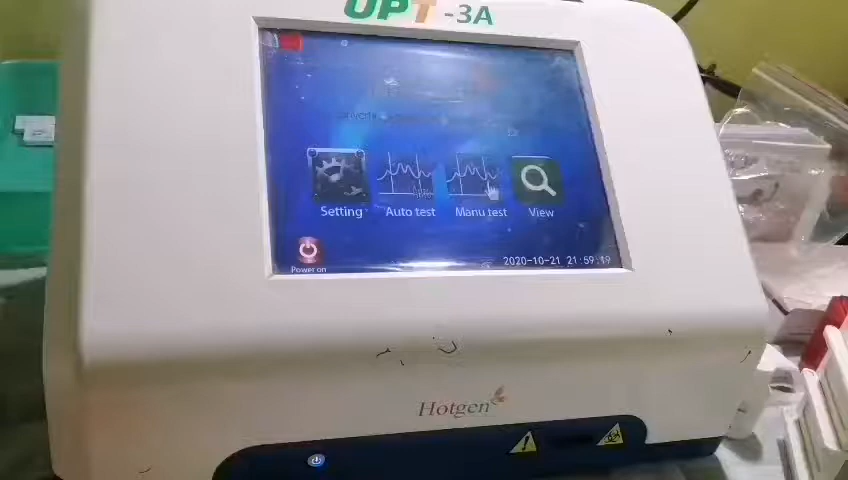 UPT-3A
Setting
Auto test
Manu test
View
Power on
2020-10-21 21:59:19
Hotgen